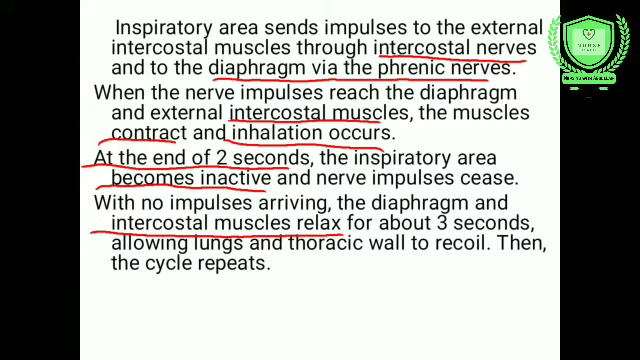 Inspiratory area sends impulses to the external
intercostal muscles through intercostal nerves
and to the diaphragm via the phrenic nerves.
When the nerve impulses reach the diaphragm
and external intercostal muscles, the muscles
contract and inhalation occurs.
At the end of 2 seconds, the inspiratory area
becomes inactive and nerve impulses cease.
With no impulses arriving, the diaphragm and
intercostal muscles relax for about 3 seconds,
allowing lungs and thoracic wall to recoil. Then,
the cycle repeats.
NURSE